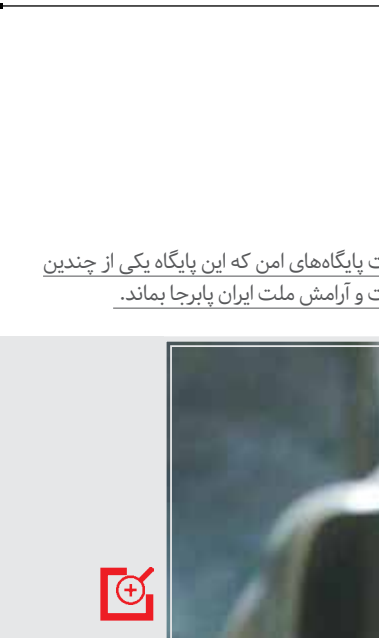 پایگاه‌های امن که این پایگاه یکی از چندین
و آرامش ملت ایران پابرجا بماند.